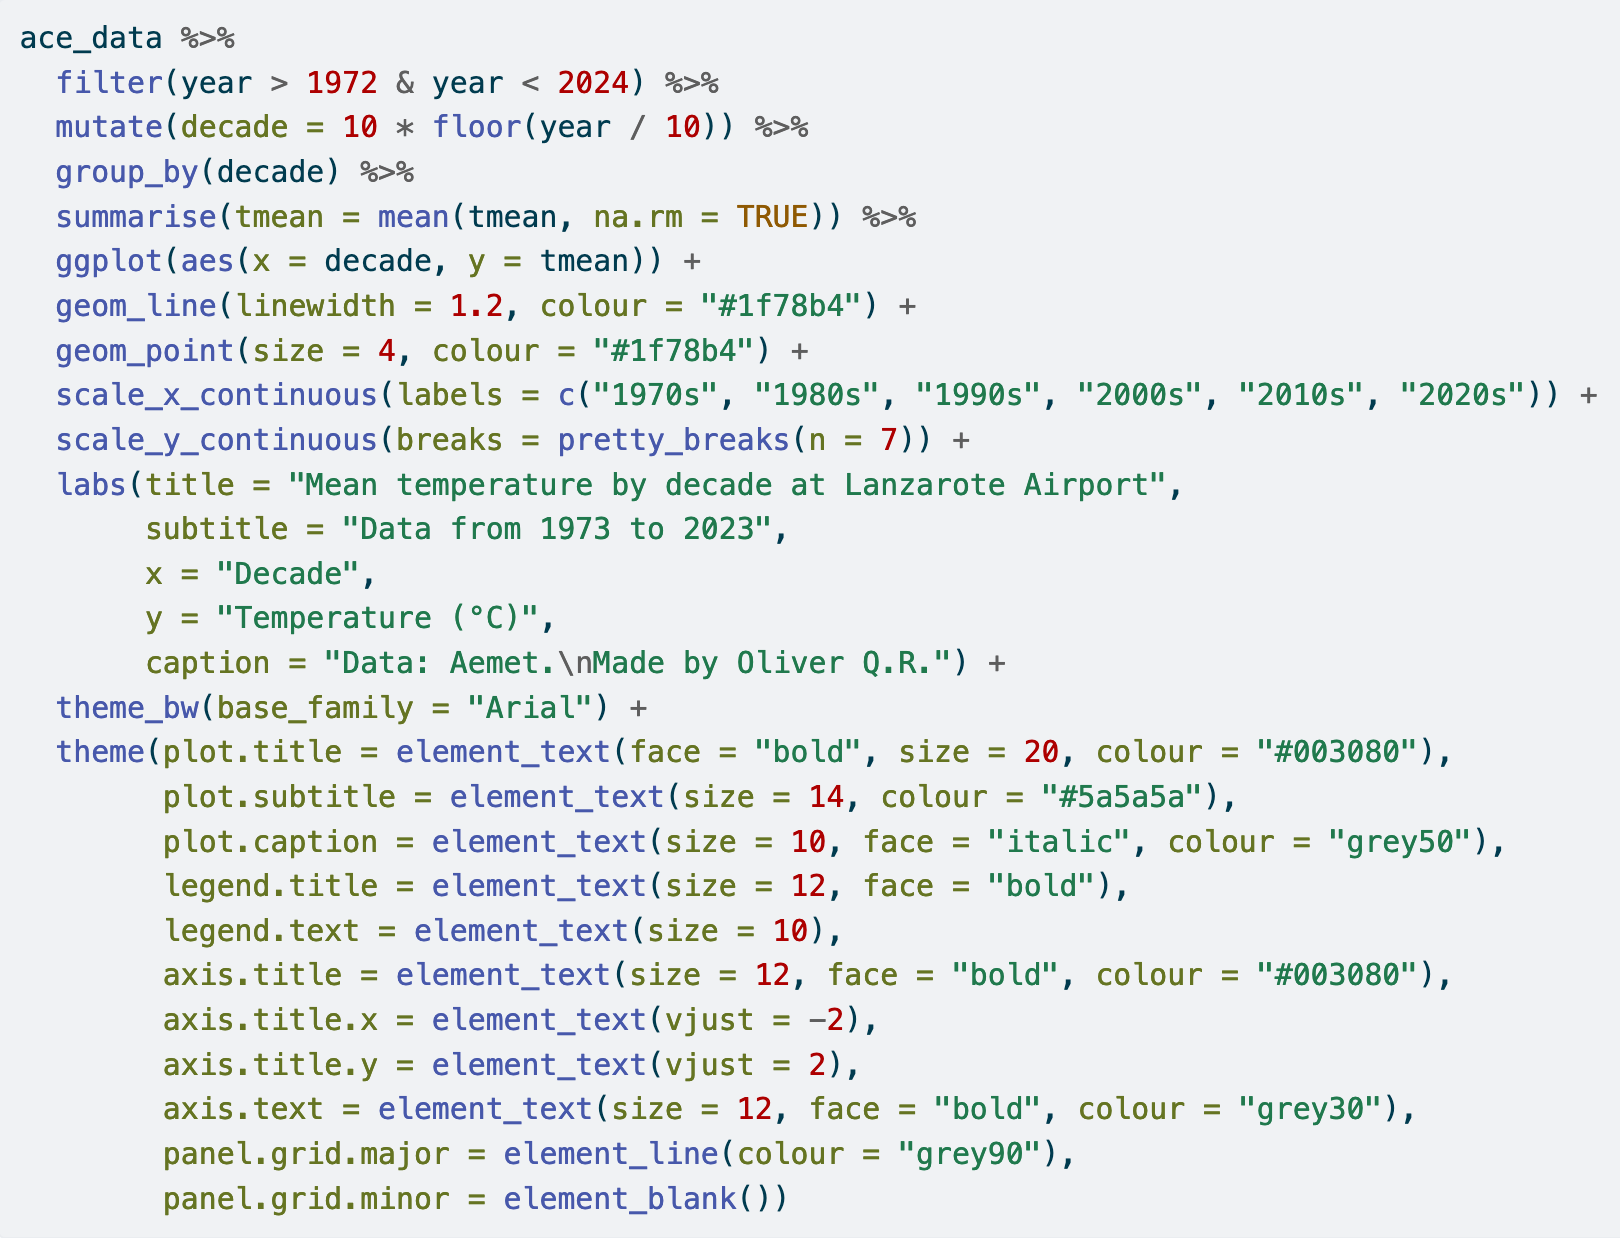 ace_data %>%
  filter(year > 1972 & year < 2024) %>%
  mutate(decade = 10 * floor(year / 10)) %>%
  group_by(decade) %>%
  summarise(tmean = mean(tmean, na.rm = TRUE)) %>%
  ggplot(aes(x = decade, y = tmean)) +
  geom_line(linewidth = 1.2, colour = "#1f78b4") +
  geom_point(size = 4, colour = "#1f78b4") +
  scale_x_continuous(labels = c("1970s", "1980s", "1990s", "2000s", "2010s", "2020s")) +
  scale_y_continuous(breaks = pretty_breaks(n = 7)) +
  labs(title = "Mean temperature by decade at Lanzarote Airport",
       subtitle = "Data from 1973 to 2023",
       x = "Decade",
       y = "Temperature (°C)",
       caption = "Data: Aemet.\nMade by Oliver Q.R.") +
  theme_bw(base_family = "Arial") +
  theme(plot.title = element_text(face = "bold", size = 20, colour = "#003080"),
        plot.subtitle = element_text(size = 14, colour = "#5a5a5a"),
        plot.caption = element_text(size = 10, face = "italic", colour = "grey50"),
        legend.title = element_text(size = 12, face = "bold"),
        legend.text = element_text(size = 10),
        axis.title = element_text(size = 12, face = "bold", colour = "#003080"),
        axis.title.x = element_text(vjust = −2),
        axis.title.y = element_text(vjust = 2),
        axis.text = element_text(size = 12, face = "bold", colour = "grey30"),
        panel.grid.major = element_line(colour = "grey90"),
        panel.grid.minor = element_blank())